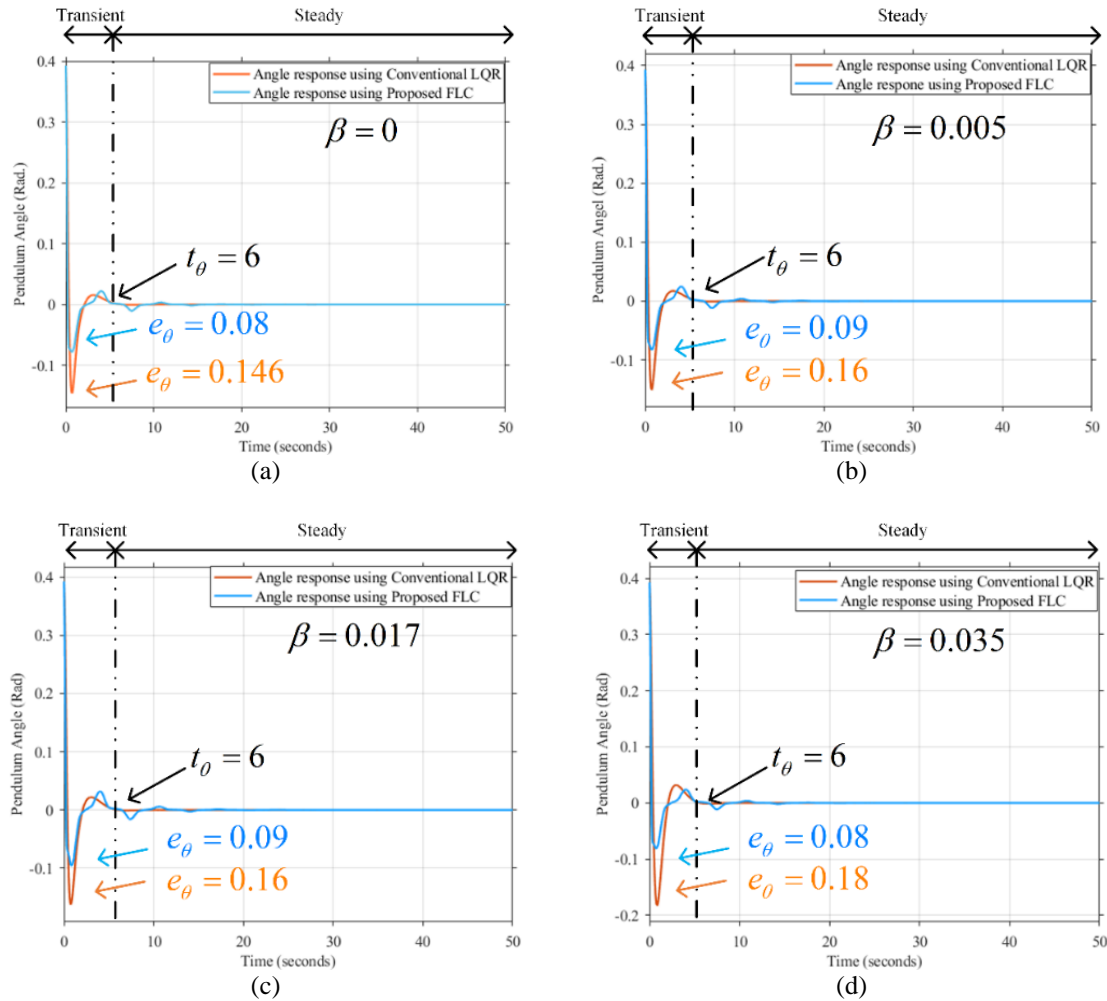 Transient Steady
0.4
Angle response using Conventional LQR
Angle response using Proposed FLC
β = 0
0.3
0.2
0.1
0
-0.1
Pendulum Angle (Rad.)
t_θ = 6
e_θ = 0.08
e_θ = 0.146
0 10 20 30 40 50
Time (seconds)
(a)
Transient Steady
0.4
Angle response using Conventional LQR
Angle respone using Proposed FLC
β = 0.005
0.3
0.2
0.1
0
-0.1
Pendulum Angel (Rad.)
t_θ = 6
e_θ = 0.09
e_θ = 0.16
0 10 20 30 40 50
Time (seconds)
(b)
Transient Steady
0.4
Angle response using Conventional LQR
Angle response using Proposed FLC
β = 0.017
0.3
0.2
0.1
0
-0.1
Pendulum Angle (Rad)
t_θ = 6
e_θ = 0.09
e_θ = 0.16
0 10 20 30 40 50
Time (seconds)
(c)
Transient Steady
0.4
Angle response using Conventional LQR
Angle response using Proposed FLC
β = 0.035
0.3
0.2
0.1
0
-0.1
-0.2
Pendulum Angle (Rad)
t_θ = 6
e_θ = 0.08
e_θ = 0.18
0 10 20 30 40 50
Time (seconds)
(d)